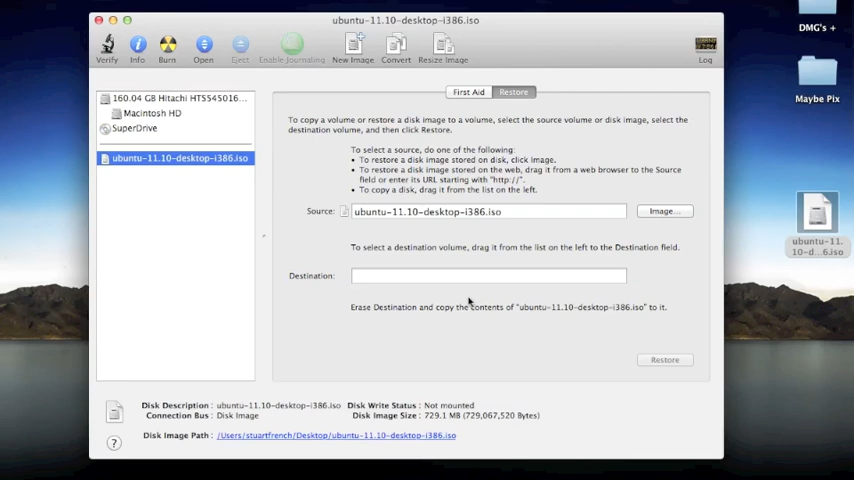 ubuntu-11.10-desktop-i386.iso
Verify Info Burn Open Eject Enable Journaling New Image Convert Resize Image Log
DMG's +
Maybe Pix
ubuntu-11.
10-d...6.iso
160.04 GB Hitachi HTS545016...
Macintosh HD
SuperDrive
ubuntu-11.10-desktop-i386.iso
First Aid Restore
To copy a volume or restore a disk image to a volume, select the source volume or disk image, select the
destination volume, and then click Restore.
To select a source, do one of the following:
• To restore a disk image stored on disk, click image.
• To restore a disk image stored on the web, drag it from a web browser to the Source
field or enter its URL starting with "http://".
• To copy a disk, drag it from the list on the left.
Source: ubuntu-11.10-desktop-i386.iso Image...
To select a destination volume, drag it from the list on the left to the Destination field.
Destination:
Erase Destination and copy the contents of "ubuntu-11.10-desktop-i386.iso" to it.
Restore
Disk Description : ubuntu-11.10-desktop-i386.iso Disk Write Status : Not mounted
Connection Bus : Disk Image Disk Image Size : 729.1 MB (729,067,520 Bytes)
Disk Image Path : /Users/stuartfrench/Desktop/ubuntu-11.10-desktop-i386.iso
?